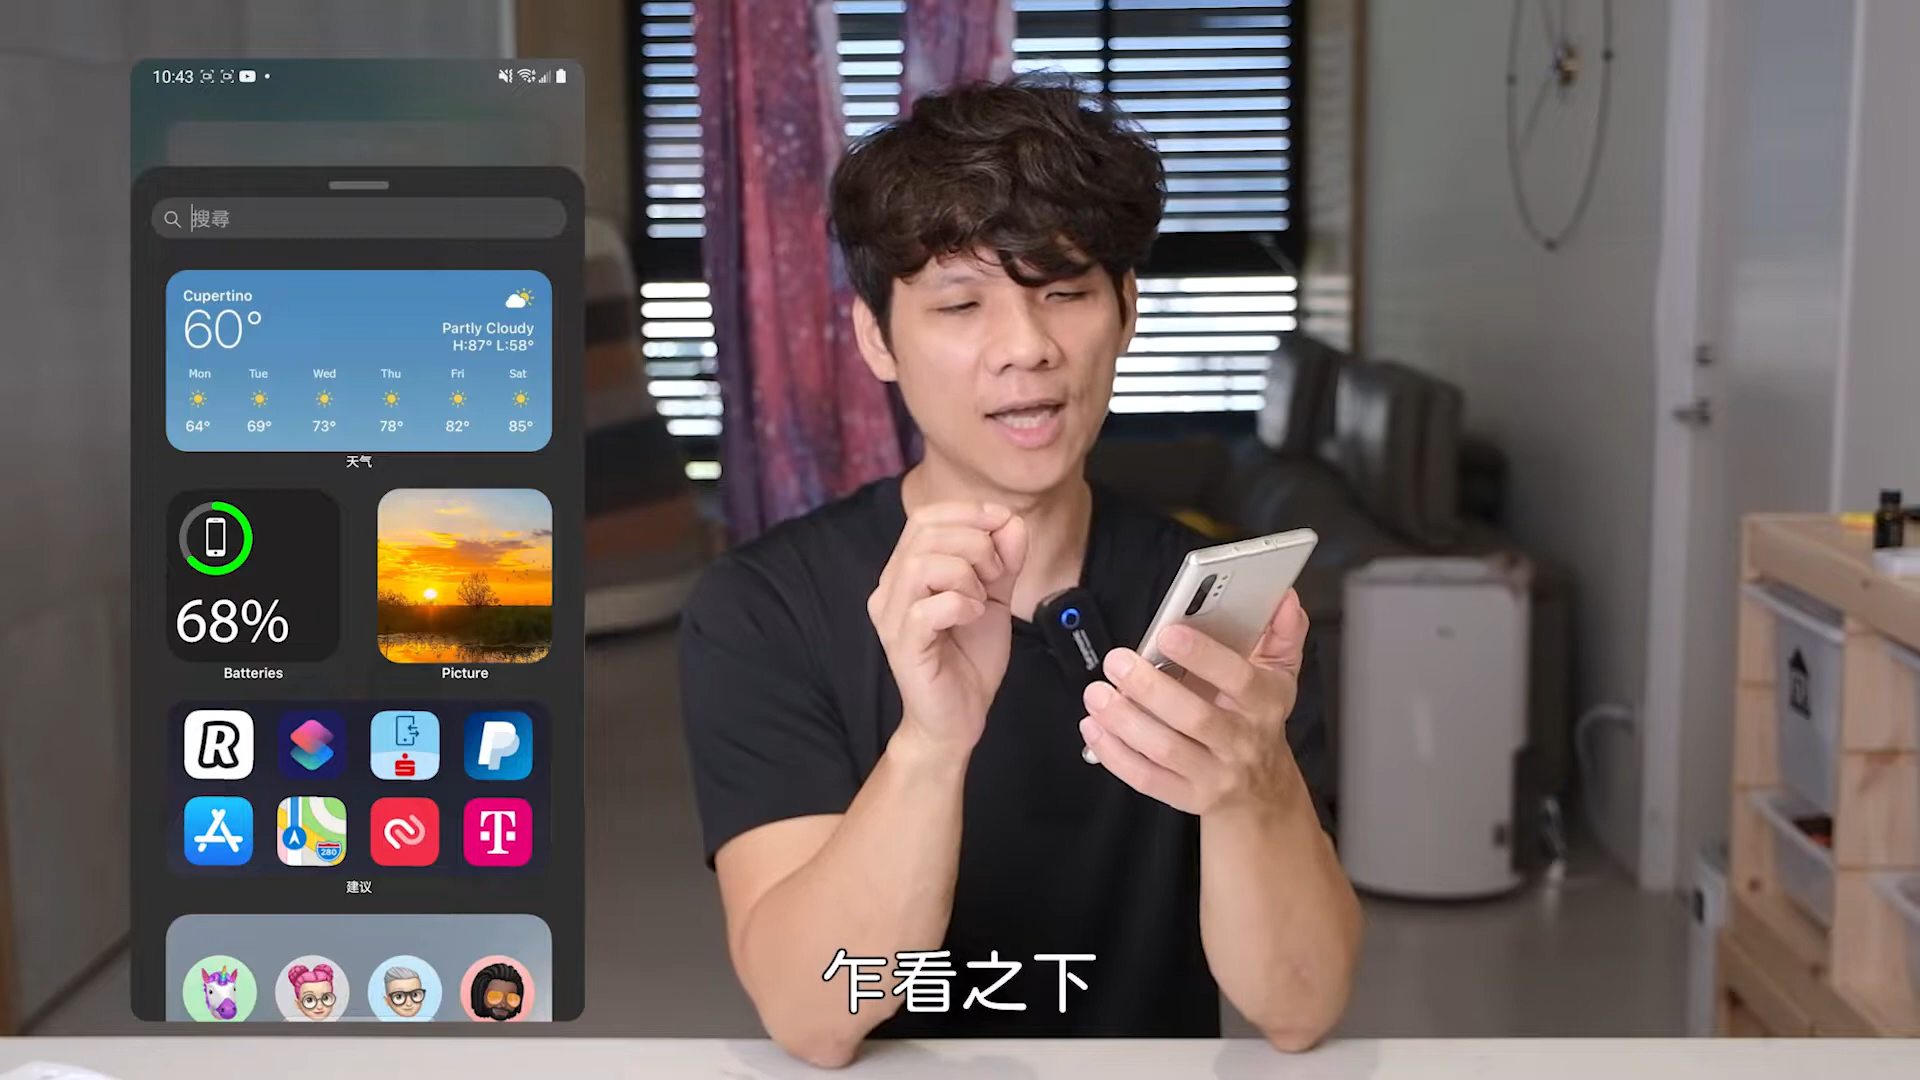 10:43
搜尋
Cupertino
60°
Partly Cloudy
H:87° L:58°
Mon Tue Wed Thu Fri Sat
64° 69° 73° 78° 82° 85°
天气
68%
Batteries
Picture
R
P
280
T
建议
乍看之下